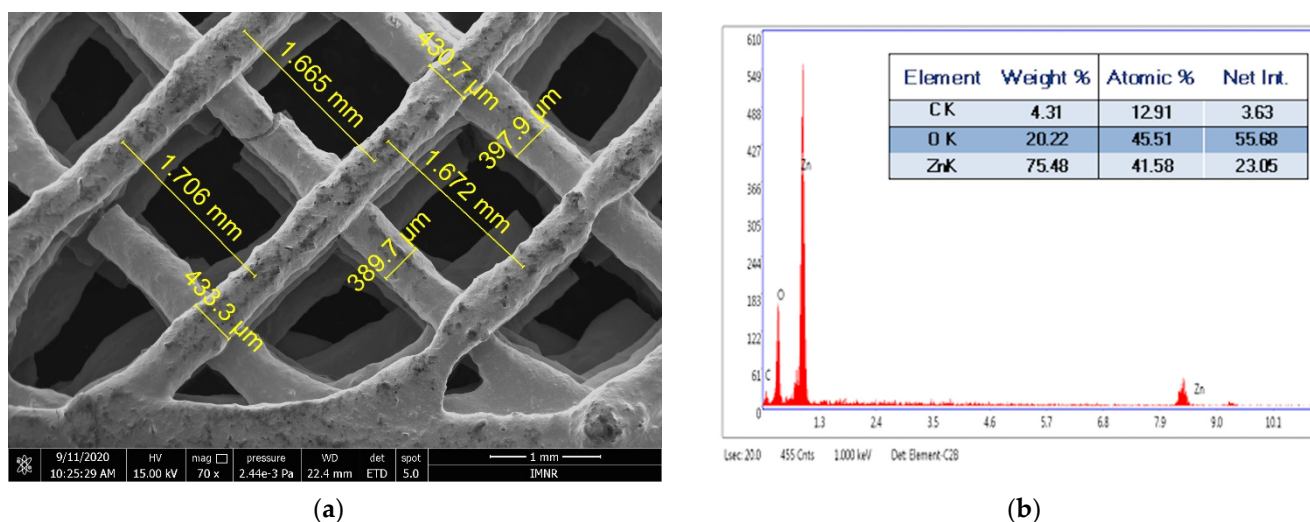 1.665 mm
430.7 µm
397.9 µm
1.706 mm
1.672 mm
389.7 µm
433.3 µm
9/11/2020 HV mag pressure WD det spot 1 mm
10:25:29 AM 15.00 kV 70 x 2.44e-3 Pa 22.4 mm ETD 5.0 IMNR
(a)
610
549
488
427
366
305
244
183
122
61
0
Element Weight % Atomic % Net Int.
C K 4.31 12.91 3.63
O K 20.22 45.51 55.68
ZnK 75.48 41.58 23.05
Zn
O
C
Zn
1.3 2.4 3.5 4.6 5.7 6.8 7.9 9.0 10.1
Lsec: 20.0 455 Cnts 1.000 keV Det: Element-C2B
(b)